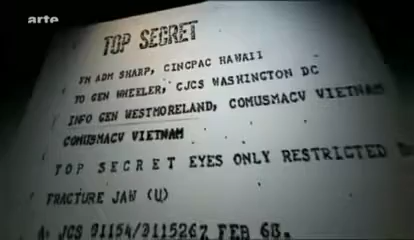 arte
TOP SECRET
FM ADM SHARP, CINCPAC HAWAII
TO GEN WHEELER, CJCS WASHINGTON DC
INFO GEN WESTMORELAND, COMUSMACV VIETNAM
COMUSMACV VIETNAM
TOP SECRET EYES ONLY RESTRICTED
FRACTURE JAW (U)
A. JCS 01154/011526Z FEB 68.